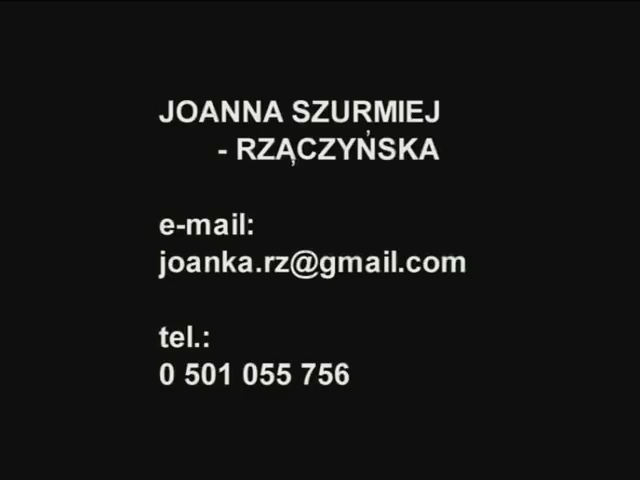 JOANNA SZURMIEJ
- RZĄCZYŃSKA
e-mail:
joanka.rz@gmail.com
tel.:
0 501 055 756